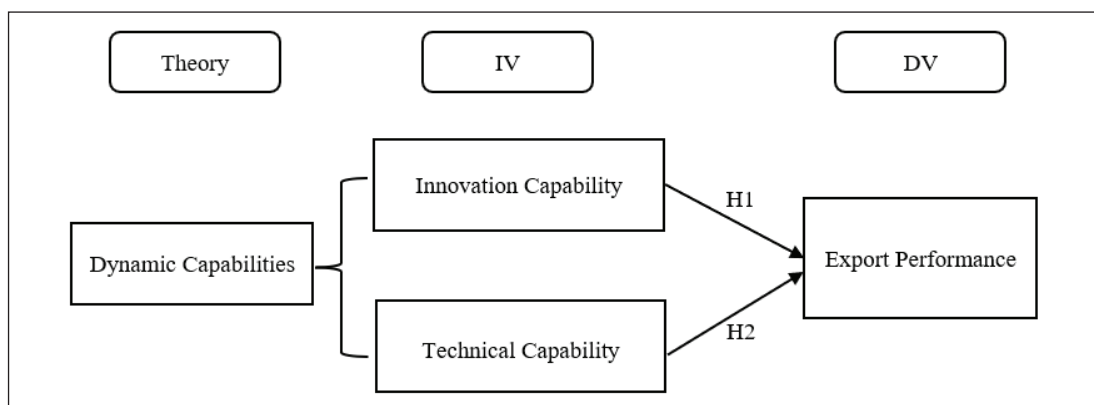 Theory
IV
DV
Innovation Capability
H1
Dynamic Capabilities
Export Performance
H2
Technical Capability